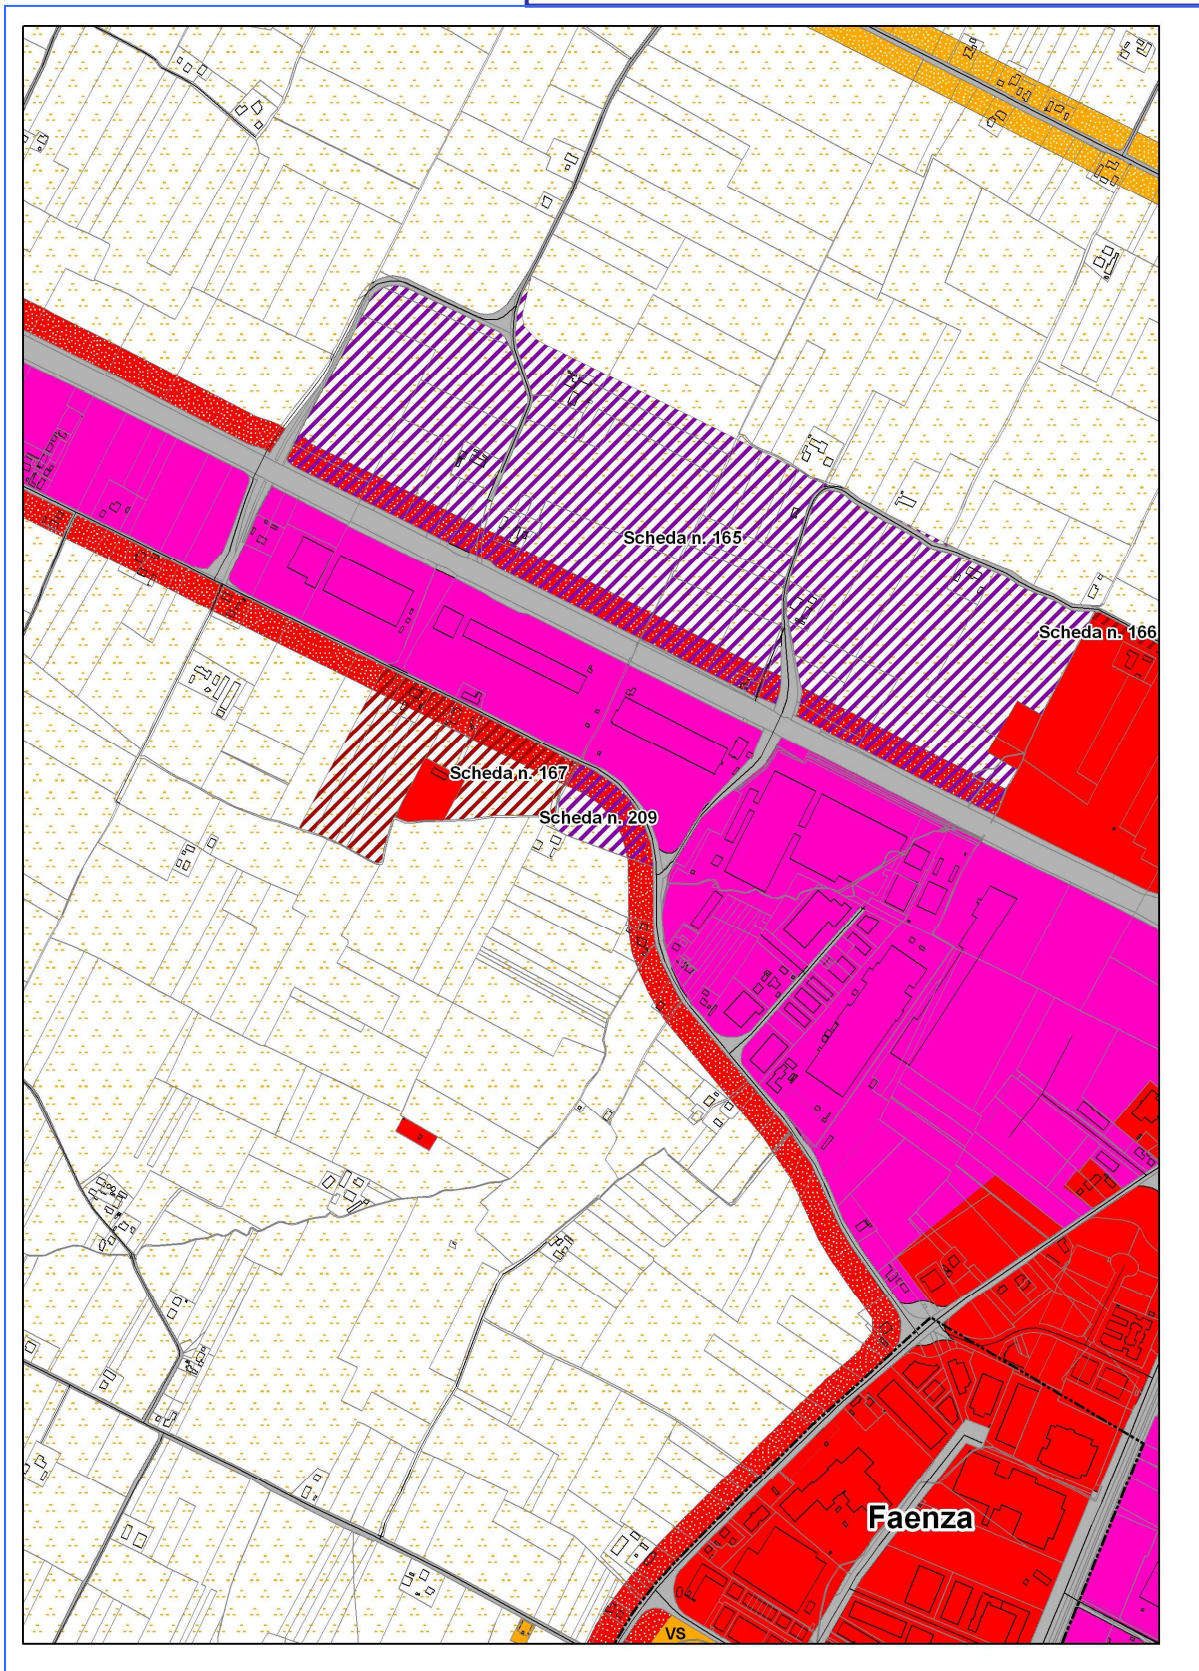 Scheda n. 165
Scheda n. 166
Scheda n. 167
Scheda n. 209
Faenza
VS